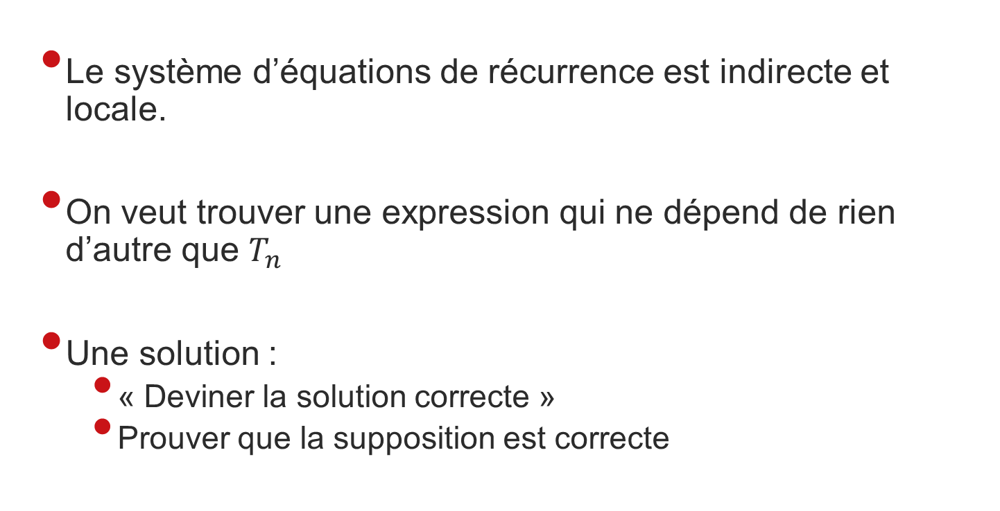 • Le système d’équations de récurrence est indirecte et
locale.
• On veut trouver une expression qui ne dépend de rien
d’autre que Tₙ
• Une solution :
• « Deviner la solution correcte »
• Prouver que la supposition est correcte